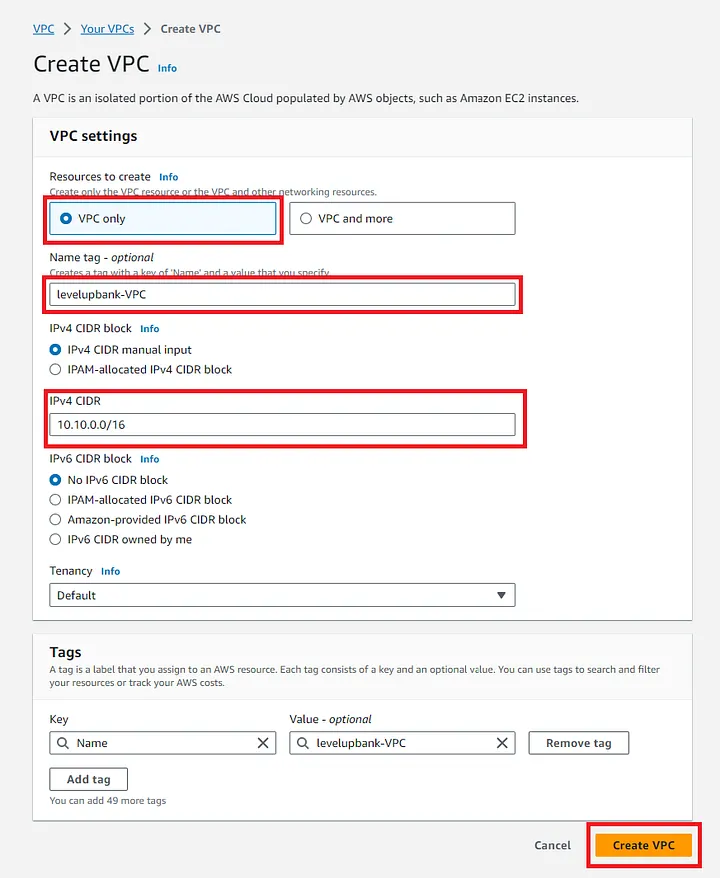 VPC > Your VPCs > Create VPC
Create VPC Info
A VPC is an isolated portion of the AWS Cloud populated by AWS objects, such as Amazon EC2 instances.
VPC settings
Resources to create Info
Create only the VPC resource or the VPC and other networking resources.
VPC only
VPC and more
Name tag - optional
Creates a tag with a key of 'Name' and a value that you specify.
levelupbank-VPC
IPv4 CIDR block Info
IPv4 CIDR manual input
IPAM-allocated IPv4 CIDR block
IPv4 CIDR
10.10.0.0/16
IPv6 CIDR block Info
No IPv6 CIDR block
IPAM-allocated IPv6 CIDR block
Amazon-provided IPv6 CIDR block
IPv6 CIDR owned by me
Tenancy Info
Default
Tags
A tag is a label that you assign to an AWS resource. Each tag consists of a key and an optional value. You can use tags to search and filter
your resources or track your AWS costs.
Key
Value - optional
Name
levelupbank-VPC
Remove tag
Add tag
You can add 49 more tags
Cancel
Create VPC